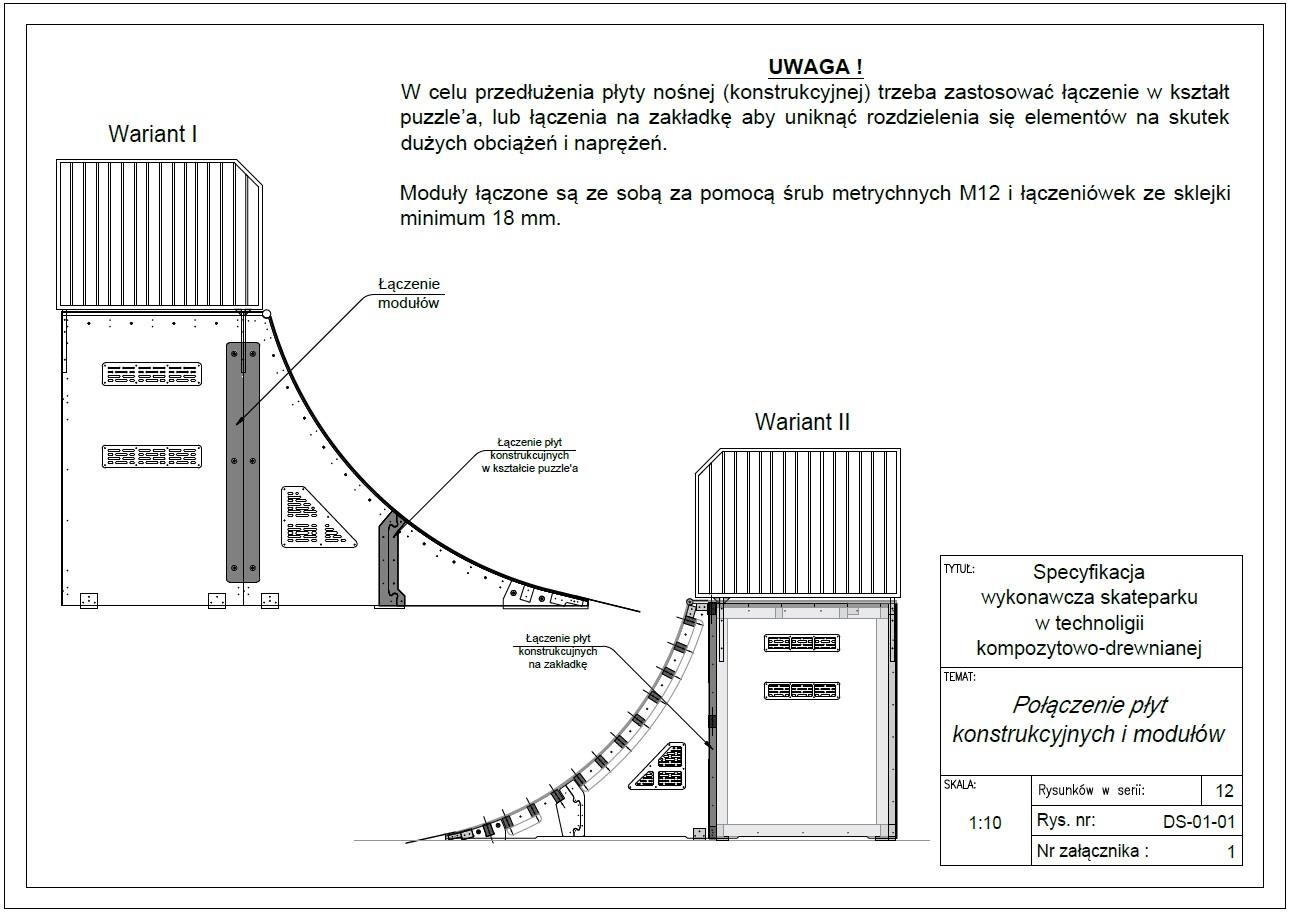 UWAGA !
W celu przedłużenia płyty nośnej (konstrukcyjnej) trzeba zastosować łączenie w kształt
puzzle'a, lub łączenia na zakładkę aby uniknąć rozdzielenia się elementów na skutek
dużych obciążeń i naprężeń.
Moduły łączone są ze sobą za pomocą śrub metrychnych M12 i łączeniówek ze sklejki
minimum 18 mm.
Wariant I
Łączenie
modułów
Łączenie płyt
konstrukcujnych
w kształcie puzzle'a
Wariant II
Łączenie płyt
konstrukcujnych
na zakładkę
TYTUŁ:
Specyfikacja
wykonawcza skateparku
w technoligii
kompozytowo-drewnianej
TEMAT:
Połączenie płyt
konstrukcyjnych i modułów
SKALA:
1:10
Rysunków w serii: 12
Rys. nr: DS-01-01
Nr załącznika : 1